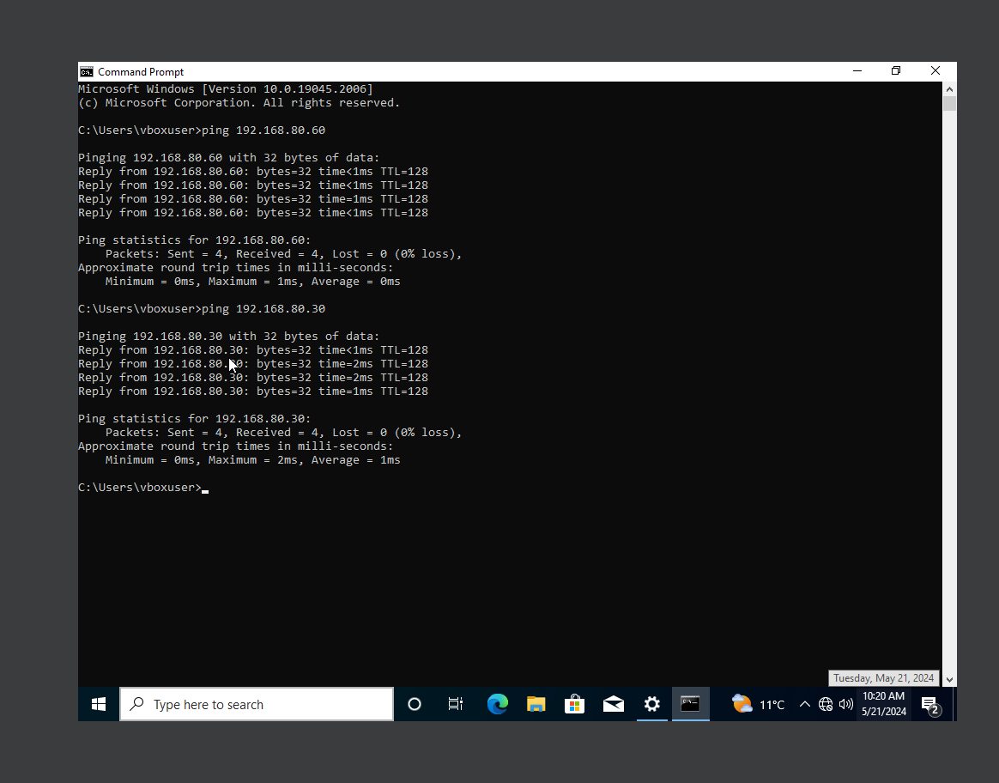 Command Prompt
Microsoft Windows [Version 10.0.19045.2006]
(c) Microsoft Corporation. All rights reserved.
C:\Users\vboxuser>ping 192.168.80.60
Pinging 192.168.80.60 with 32 bytes of data:
Reply from 192.168.80.60: bytes=32 time<1ms TTL=128
Reply from 192.168.80.60: bytes=32 time<1ms TTL=128
Reply from 192.168.80.60: bytes=32 time=1ms TTL=128
Reply from 192.168.80.60: bytes=32 time<1ms TTL=128
Ping statistics for 192.168.80.60:
Packets: Sent = 4, Received = 4, Lost = 0 (0% loss),
Approximate round trip times in milli-seconds:
Minimum = 0ms, Maximum = 1ms, Average = 0ms
C:\Users\vboxuser>ping 192.168.80.30
Pinging 192.168.80.30 with 32 bytes of data:
Reply from 192.168.80.30: bytes=32 time<1ms TTL=128
Reply from 192.168.80.30: bytes=32 time=2ms TTL=128
Reply from 192.168.80.30: bytes=32 time=2ms TTL=128
Reply from 192.168.80.30: bytes=32 time=1ms TTL=128
Ping statistics for 192.168.80.30:
Packets: Sent = 4, Received = 4, Lost = 0 (0% loss),
Approximate round trip times in milli-seconds:
Minimum = 0ms, Maximum = 2ms, Average = 1ms
C:\Users\vboxuser>
Tuesday, May 21, 2024
Type here to search
11°C
10:20 AM
5/21/2024
2